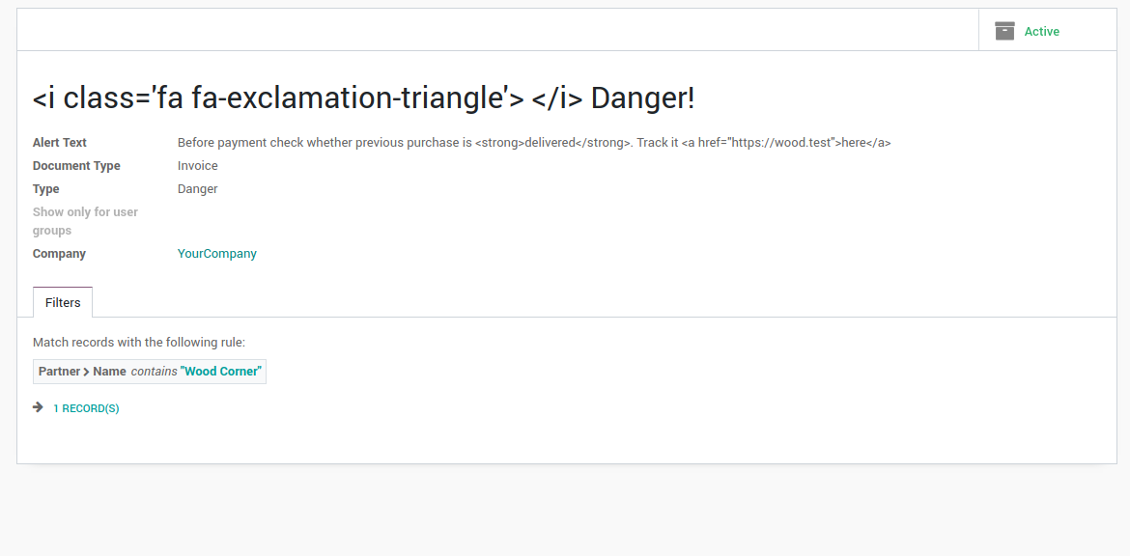 Active
<i class='fa fa-exclamation-triangle'> </i> Danger!
Alert Text Before payment check whether previous purchase is <strong>delivered</strong>. Track it <a href="https://wood.test">here</a>
Document Type Invoice
Type Danger
Show only for user
groups
Company YourCompany
Filters
Match records with the following rule:
Partner > Name contains "Wood Corner"
1 RECORD(S)